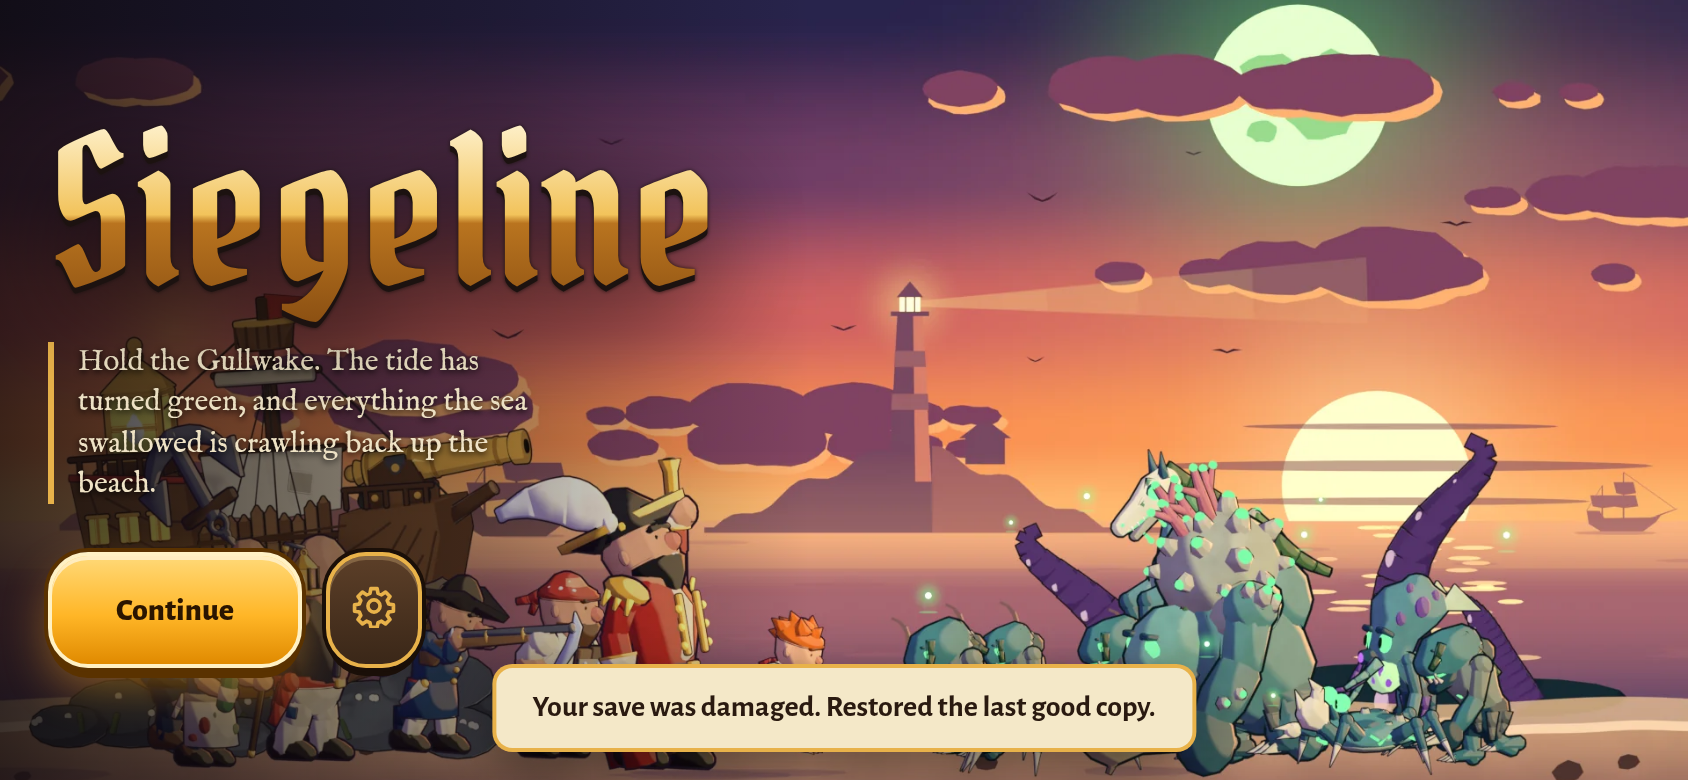 Siegeline
Hold the Gullwake. The tide has
turned green, and everything the sea
swallowed is crawling back up the
beach.
Continue
Your save was damaged. Restored the last good copy.